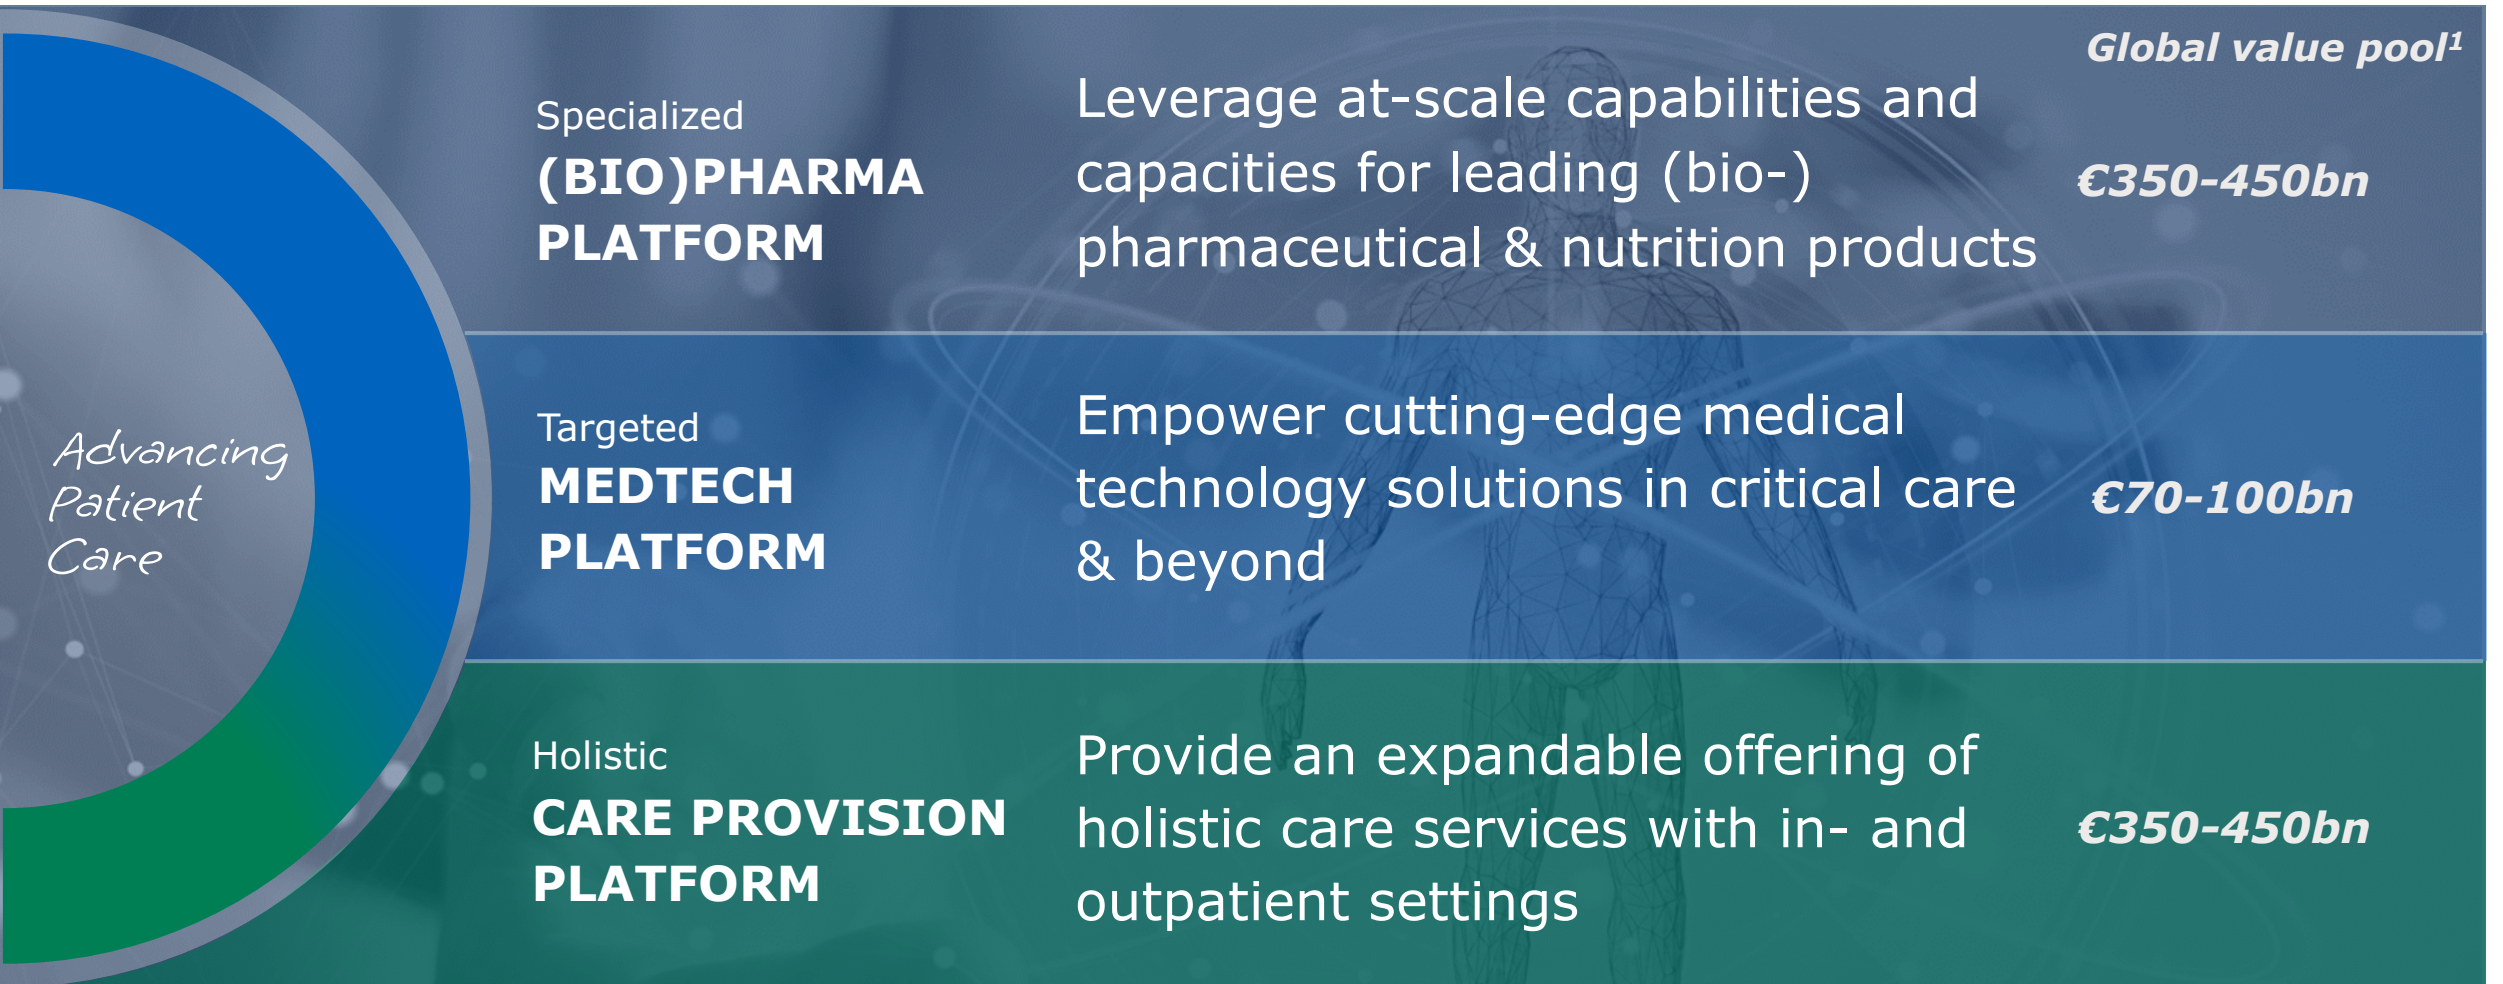 Global value pool¹
Specialized
(BIO)PHARMA
PLATFORM
Leverage at-scale capabilities and
capacities for leading (bio-)
pharmaceutical & nutrition products
€350-450bn
Advancing
Patient
Care
Targeted
MEDTECH
PLATFORM
Empower cutting-edge medical
technology solutions in critical care
& beyond
€70-100bn
Holistic
CARE PROVISION
PLATFORM
Provide an expandable offering of
holistic care services with in- and
outpatient settings
€350-450bn